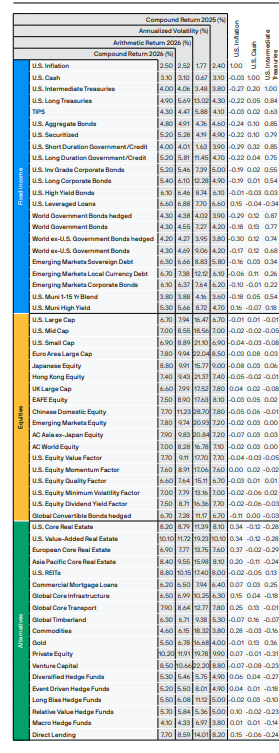 Compound Return 2025 (%)
Annualized Volatility (%)
Arithmetic Return 2026 (%)
Compound Return 2026 (%)
U.S. Inflation
U.S. Cash
U.S. Intermediate Treasuries
Fixed Income
U.S. Inflation 2.50 2.52 1.77 2.40 1.00
U.S. Cash 3.10 3.10 0.67 3.10 -0.03 1.00
U.S. Intermediate Treasuries 4.00 4.06 3.48 3.80 -0.27 0.20 1.00
U.S. Long Treasuries 4.90 5.69 13.02 4.30 -0.22 0.05 0.84
TIPS 4.30 4.47 5.88 4.10 -0.03 0.02 0.63
U.S. Aggregate Bonds 4.80 4.91 4.76 4.60 -0.24 0.10 0.85
U.S. Securitized 5.20 5.28 4.19 4.90 -0.22 0.10 0.79
U.S. Short Duration Government/Credit 4.00 4.01 1.63 3.90 -0.29 0.32 0.85
U.S. Long Duration Government/Credit 5.20 5.81 11.45 4.70 -0.22 0.04 0.75
U.S. Inv Grade Corporate Bonds 5.20 5.46 7.39 5.00 -0.19 0.02 0.55
U.S. Long Corporate Bonds 5.40 6.10 12.28 4.90 -0.19 0.01 0.54
U.S. High Yield Bonds 6.10 6.46 8.74 6.10 -0.01 -0.03 0.03
U.S. Leveraged Loans 6.60 6.88 7.70 6.60 0.15 -0.04 -0.34
World Government Bonds hedged 4.30 4.38 4.02 3.90 -0.29 0.12 0.87
World Government Bonds 4.30 4.55 7.27 4.20 -0.18 0.13 0.77
World ex-U.S. Government Bonds hedged 4.20 4.27 3.95 3.80 -0.30 0.12 0.74
World ex-U.S. Government Bonds 4.30 4.69 9.06 4.20 -0.12 0.12 0.68
Emerging Markets Sovereign Debt 6.30 6.66 8.83 5.80 -0.16 0.03 0.34
Emerging Markets Local Currency Debt 6.70 7.38 12.12 6.10 -0.06 0.11 0.26
Emerging Markets Corporate Bonds 6.10 6.37 7.64 6.20 -0.10 -0.01 0.22
U.S. Muni 1-15 Yr Blend 3.80 3.88 4.16 3.60 -0.18 0.05 0.54
U.S. Muni High Yield 5.30 5.66 8.72 4.70 0.16 -0.07 0.18
Equities
U.S. Large Cap 6.70 7.94 16.47 6.70 -0.01 0.01 -0.01
U.S. Mid Cap 7.00 8.55 18.56 7.00 -0.02 -0.02 -0.05
U.S. Small Cap 6.90 8.89 21.10 6.90 -0.04 -0.03 -0.08
Euro Area Large Cap 7.80 9.94 22.08 8.50 -0.03 0.08 0.03
Japanese Equity 8.80 9.91 15.77 9.00 -0.08 0.03 0.06
Hong Kong Equity 7.40 9.43 21.37 7.40 -0.05 -0.02 -0.01
UK Large Cap 6.60 7.99 17.52 7.80 0.04 0.02 -0.08
EAFE Equity 7.50 8.90 17.63 8.10 -0.03 0.05 0.02
Chinese Domestic Equity 7.70 11.23 28.70 7.80 -0.05 0.06 -0.01
Emerging Markets Equity 7.80 9.74 20.93 7.20 -0.02 0.03 0.00
AC Asia ex-Japan Equity 7.90 9.83 20.84 7.20 -0.07 0.03 0.03
AC World Equity 7.00 8.28 16.78 7.10 -0.02 0.03 0.00
U.S. Equity Value Factor 7.70 9.11 17.70 7.70 -0.04 -0.03 -0.05
U.S. Equity Momentum Factor 7.60 8.91 17.06 7.60 0.00 0.02 -0.02
U.S. Equity Quality Factor 6.60 7.64 15.11 6.70 -0.03 0.01 0.01
U.S. Equity Minimum Volatility Factor 7.00 7.79 13.16 7.00 -0.02 -0.06 0.02
U.S. Equity Dividend Yield Factor 7.50 8.71 16.36 7.70 -0.02 -0.06 -0.03
Global Convertible Bonds hedged 6.70 7.28 11.17 6.70 -0.11 0.00 -0.03
Alternatives
U.S. Core Real Estate 8.20 8.79 11.39 8.10 0.34 -0.12 -0.28
U.S. Value-Added Real Estate 10.10 11.72 19.23 10.10 0.34 -0.12 -0.28
European Core Real Estate 6.90 7.77 13.75 7.60 0.37 -0.02 -0.29
Asia Pacific Core Real Estate 8.40 9.55 15.98 8.10 0.20 -0.11 -0.24
U.S. REITs 8.80 10.15 17.40 8.00 -0.02 -0.05 0.13
Commercial Mortgage Loans 6.20 6.50 7.94 6.40 0.07 0.03 0.25
Global Core Infrastructure 6.50 6.99 10.25 6.30 0.15 0.04 -0.18
Global Core Transport 7.90 8.64 12.77 7.80 0.25 0.13 -0.01
Global Timberland 6.30 6.71 9.38 5.30 -0.07 0.16 -0.07
Commodities 4.60 6.15 18.32 3.80 0.28 -0.03 -0.16
Gold 5.50 6.78 16.68 4.00 -0.01 0.13 0.36
Private Equity 10.20 11.91 19.78 9.90 0.07 -0.01 -0.31
Venture Capital 8.50 10.66 22.20 8.80 -0.07 -0.08 -0.23
Diversified Hedge Funds 5.30 5.46 5.75 4.90 0.06 0.04 -0.27
Event Driven Hedge Funds 5.20 5.50 8.01 4.90 0.04 0.01 -0.18
Long Bias Hedge Funds 5.50 6.08 11.12 5.00 -0.02 0.03 -0.10
Relative Value Hedge Funds 5.70 5.84 5.36 5.00 0.10 -0.02 -0.23
Macro Hedge Funds 4.10 4.33 6.97 3.80 0.01 0.01 -0.14
Direct Lending 7.70 8.59 14.01 8.20 0.15 -0.06 -0.24